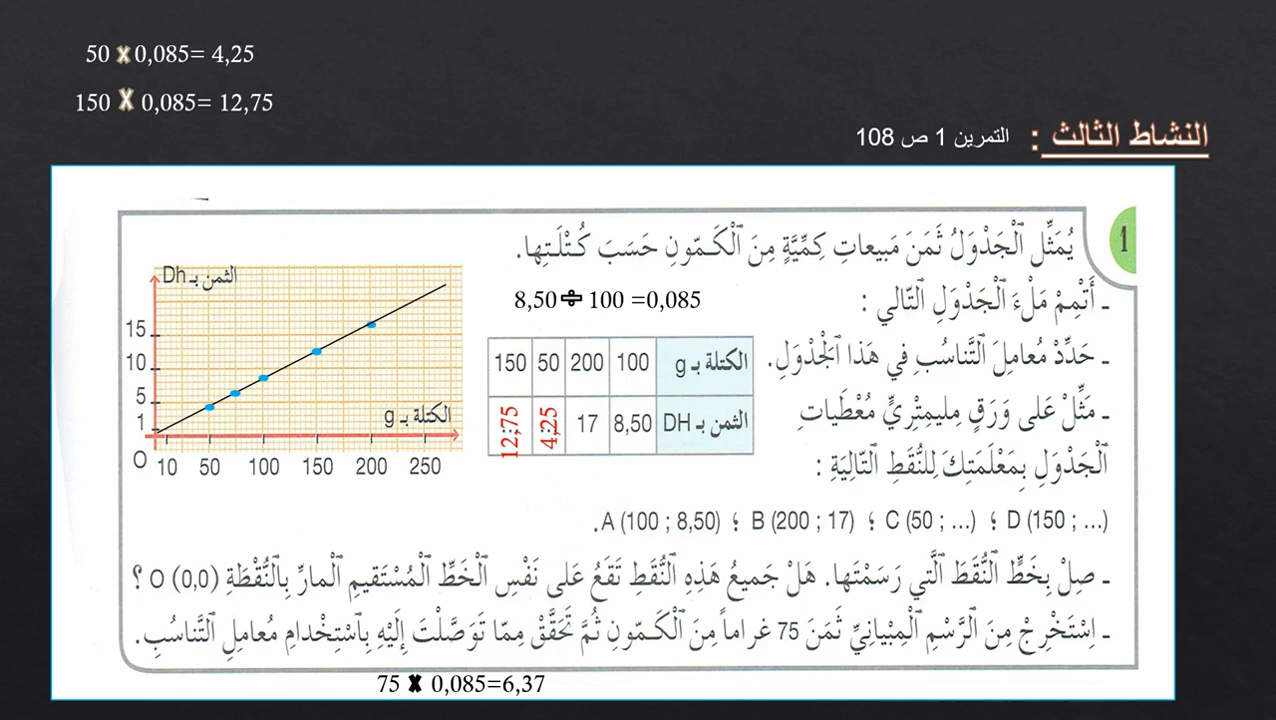 50 × 0,085= 4,25
150 × 0,085= 12,75
النشاط الثالث : التمرين 1 ص 108
1
يُمَثِّل ٱلْجَدْوَلُ ثَمَنَ مَبيعاتِ كِمِّيَّةٍ مِنَ ٱلْكَمّونِ حَسَبَ كُتْلَتِها.
ـ أَتْمِمْ مَلْءَ ٱلْجَدْوَلِ ٱلتّالي :
8,50 ÷ 100 =0,085
ـ حَدِّدْ مُعامِلَ ٱلتَّناسُبِ في هَذا ٱلْجَدْوَلِ.
الكتلة بـ g 100 200 50 150
الثمن بـ DH 8,50 17 4;25 12;75
ـ مَثِّلْ عَلى وَرَقٍ مِليمِتْرِيٍّ مُعْطَياتِ
ٱلْجَدْوَلِ بِمَعْلَمَتِكَ لِلنُّقَطِ ٱلتّالِيَةِ :
الثمن بـ Dh
15
10
5
1
الكتلة بـ g
O 10 50 100 150 200 250
.A (100 ; 8,50) ؛ B (200 ; 17) ؛ C (50 ; ...) ؛ D (150 ; ...)
ـ صِلْ بِخَطٍّ ٱلنُّقَطَ ٱلَّتي رَسَمْتَها. هَلْ جَميعُ هَذِهِ ٱلنُّقَطِ تَقَعُ عَلى نَفْسِ ٱلْخَطِّ ٱلْمُسْتَقيمِ ٱلْمارِّ بِٱلنُّقْطَةِ O (0,0) ؟
ـ اِسْتَخْرِجْ مِنَ ٱلرَّسْمِ ٱلْمِبْيانِيِّ ثَمَنَ 75 غراماً مِنَ ٱلْكَمّونِ ثُمَّ تَحَقَّقْ مِمّا تَوَصَّلْتَ إِلَيْهِ بِٱسْتِخْدامِ مُعامِلِ ٱلتَّناسُبِ.
75 × 0,085=6,37